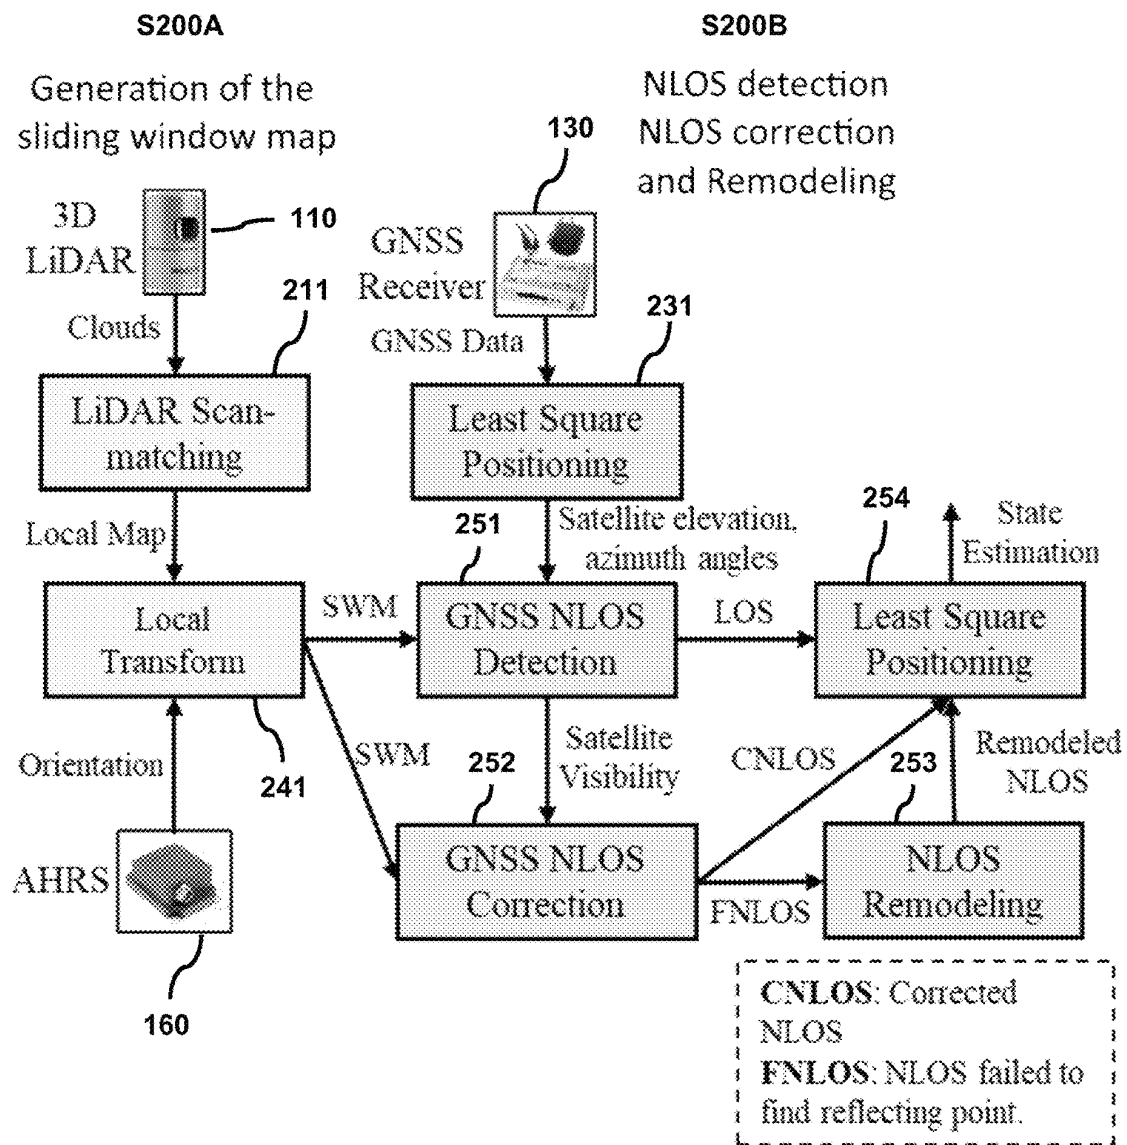 S200A
Generation of the
sliding window map
S200B
NLOS detection
NLOS correction
and Remodeling
130
3D
LiDAR
110
GNSS
Receiver
Clouds
211
GNSS Data
231
LiDAR Scan-
matching
Least Square
Positioning
Local Map
251
Satellite elevation,
azimuth angles
254
State
Estimation
Local
Transform
SWM
GNSS NLOS
Detection
LOS
Least Square
Positioning
Orientation
241
SWM
252
Satellite
Visibility
CNLOS
253
Remodeled
NLOS
AHRS
160
GNSS NLOS
Correction
FNLOS
NLOS
Remodeling
CNLOS: Corrected
NLOS
FNLOS: NLOS failed to
find reflecting point.